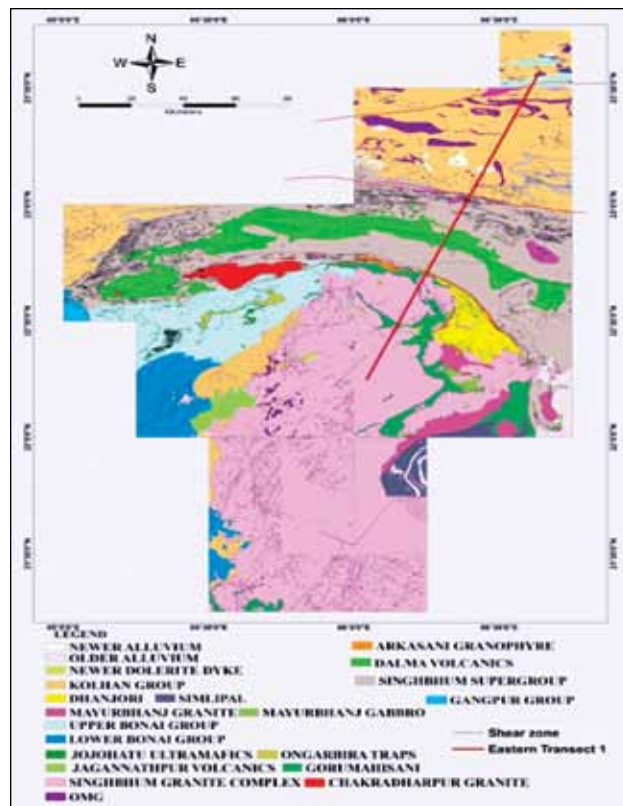 N
W E
S
LEGEND
NEWER ALLUVIUM
OLDER ALLUVIUM
NEWER DOLERITE DYKE
KOLHAN GROUP
DHANJORI SIMLIPAL
MAYURBHANJ GRANITE MAYURBHANJ GABBRO
UPPER BONAI GROUP
LOWER BONAI GROUP
JOJOHATU ULTRAMAFICS ONGARBIRA TRAPS
JAGANNATHPUR VOLCANICS GORUMAHISANI
SINGHBHUM GRANITE COMPLEX CHAKRADHARPUR GRANITE
OMG
ARKASANI GRANOPHYRE
DALMA VOLCANICS
SINGHBHUM SUPERGROUP
GANGPUR GROUP
Shear zone
Eastern Transect 1